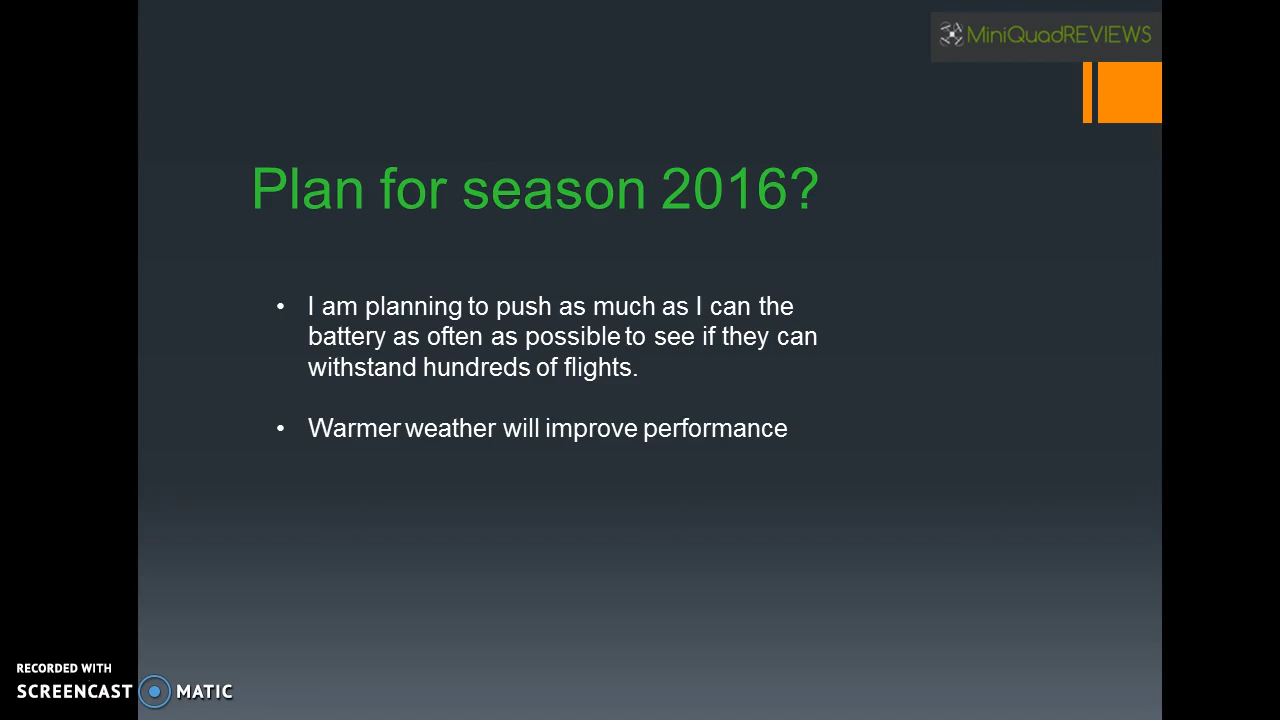 MiniQuadREVIEWS
Plan for season 2016?
• I am planning to push as much as I can the
battery as often as possible to see if they can
withstand hundreds of flights.
• Warmer weather will improve performance
RECORDED WITH
SCREENCAST MATIC